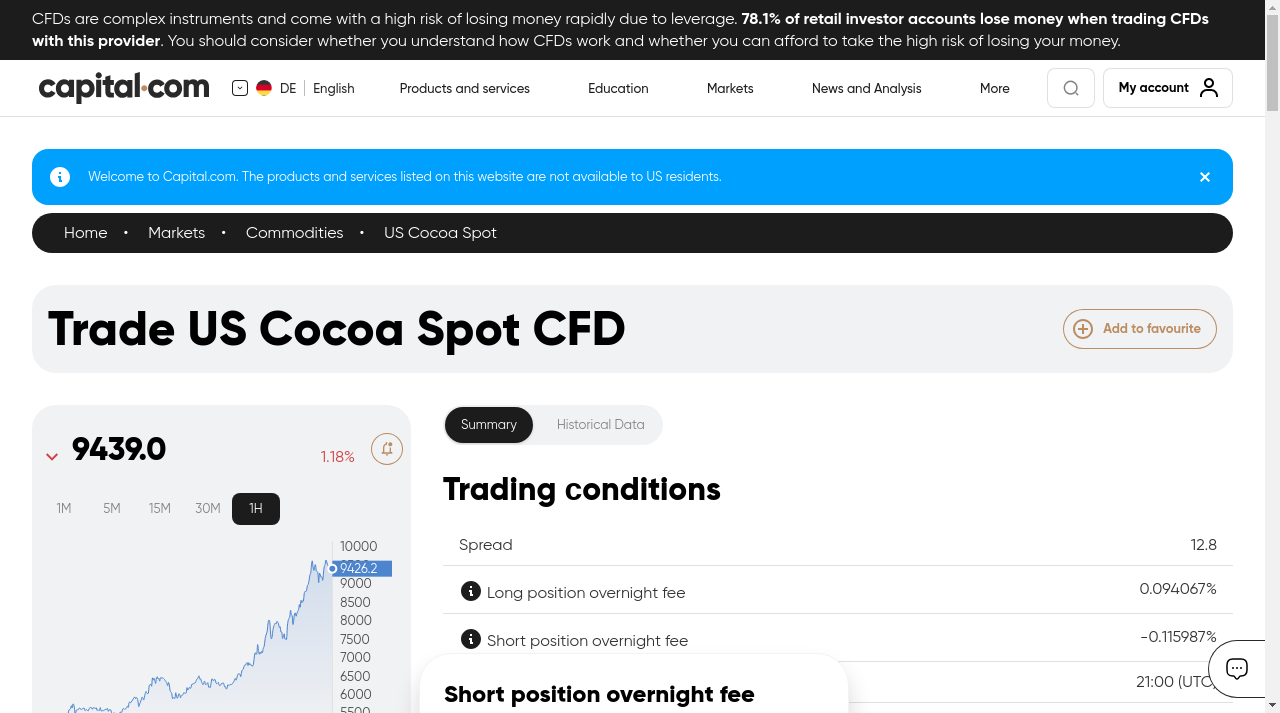 CFDs are complex instruments and come with a high risk of losing money rapidly due to leverage. 78.1% of retail investor accounts lose money when trading CFDs
with this provider. You should consider whether you understand how CFDs work and whether you can afford to take the high risk of losing your money.
capital.com
DE
English
Products and services
Education
Markets
News and Analysis
More
My account
Welcome to Capital.com. The products and services listed on this website are not available to US residents.
Home • Markets • Commodities • US Cocoa Spot
Trade US Cocoa Spot CFD
Add to favourite
9439.0
1.18%
1M 5M 15M 30M 1H
10000
9426.2
9000
8500
8000
7500
7000
6500
6000
5500
Summary
Historical Data
Trading conditions
Spread 12.8
Long position overnight fee 0.094067%
Short position overnight fee -0.115987%
21:00 (UTC)
Short position overnight fee